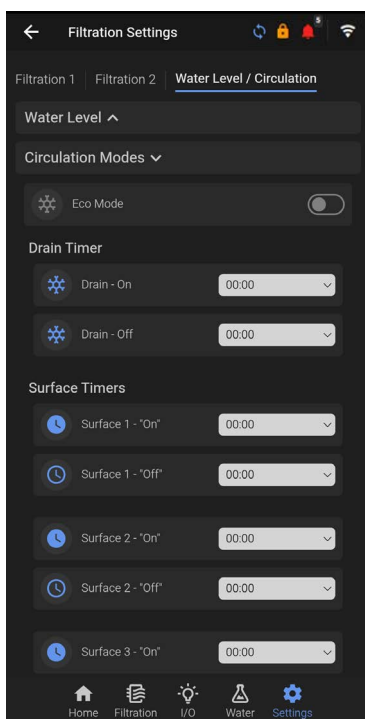 Filtration Settings
5
Filtration 1 Filtration 2 Water Level / Circulation
Water Level
Circulation Modes
Eco Mode
Drain Timer
Drain - On 00:00
Drain - Off 00:00
Surface Timers
Surface 1 - "On" 00:00
Surface 1 - "Off" 00:00
Surface 2 - "On" 00:00
Surface 2 - "Off" 00:00
Surface 3 - "On" 00:00
Home Filtration I/O Water Settings